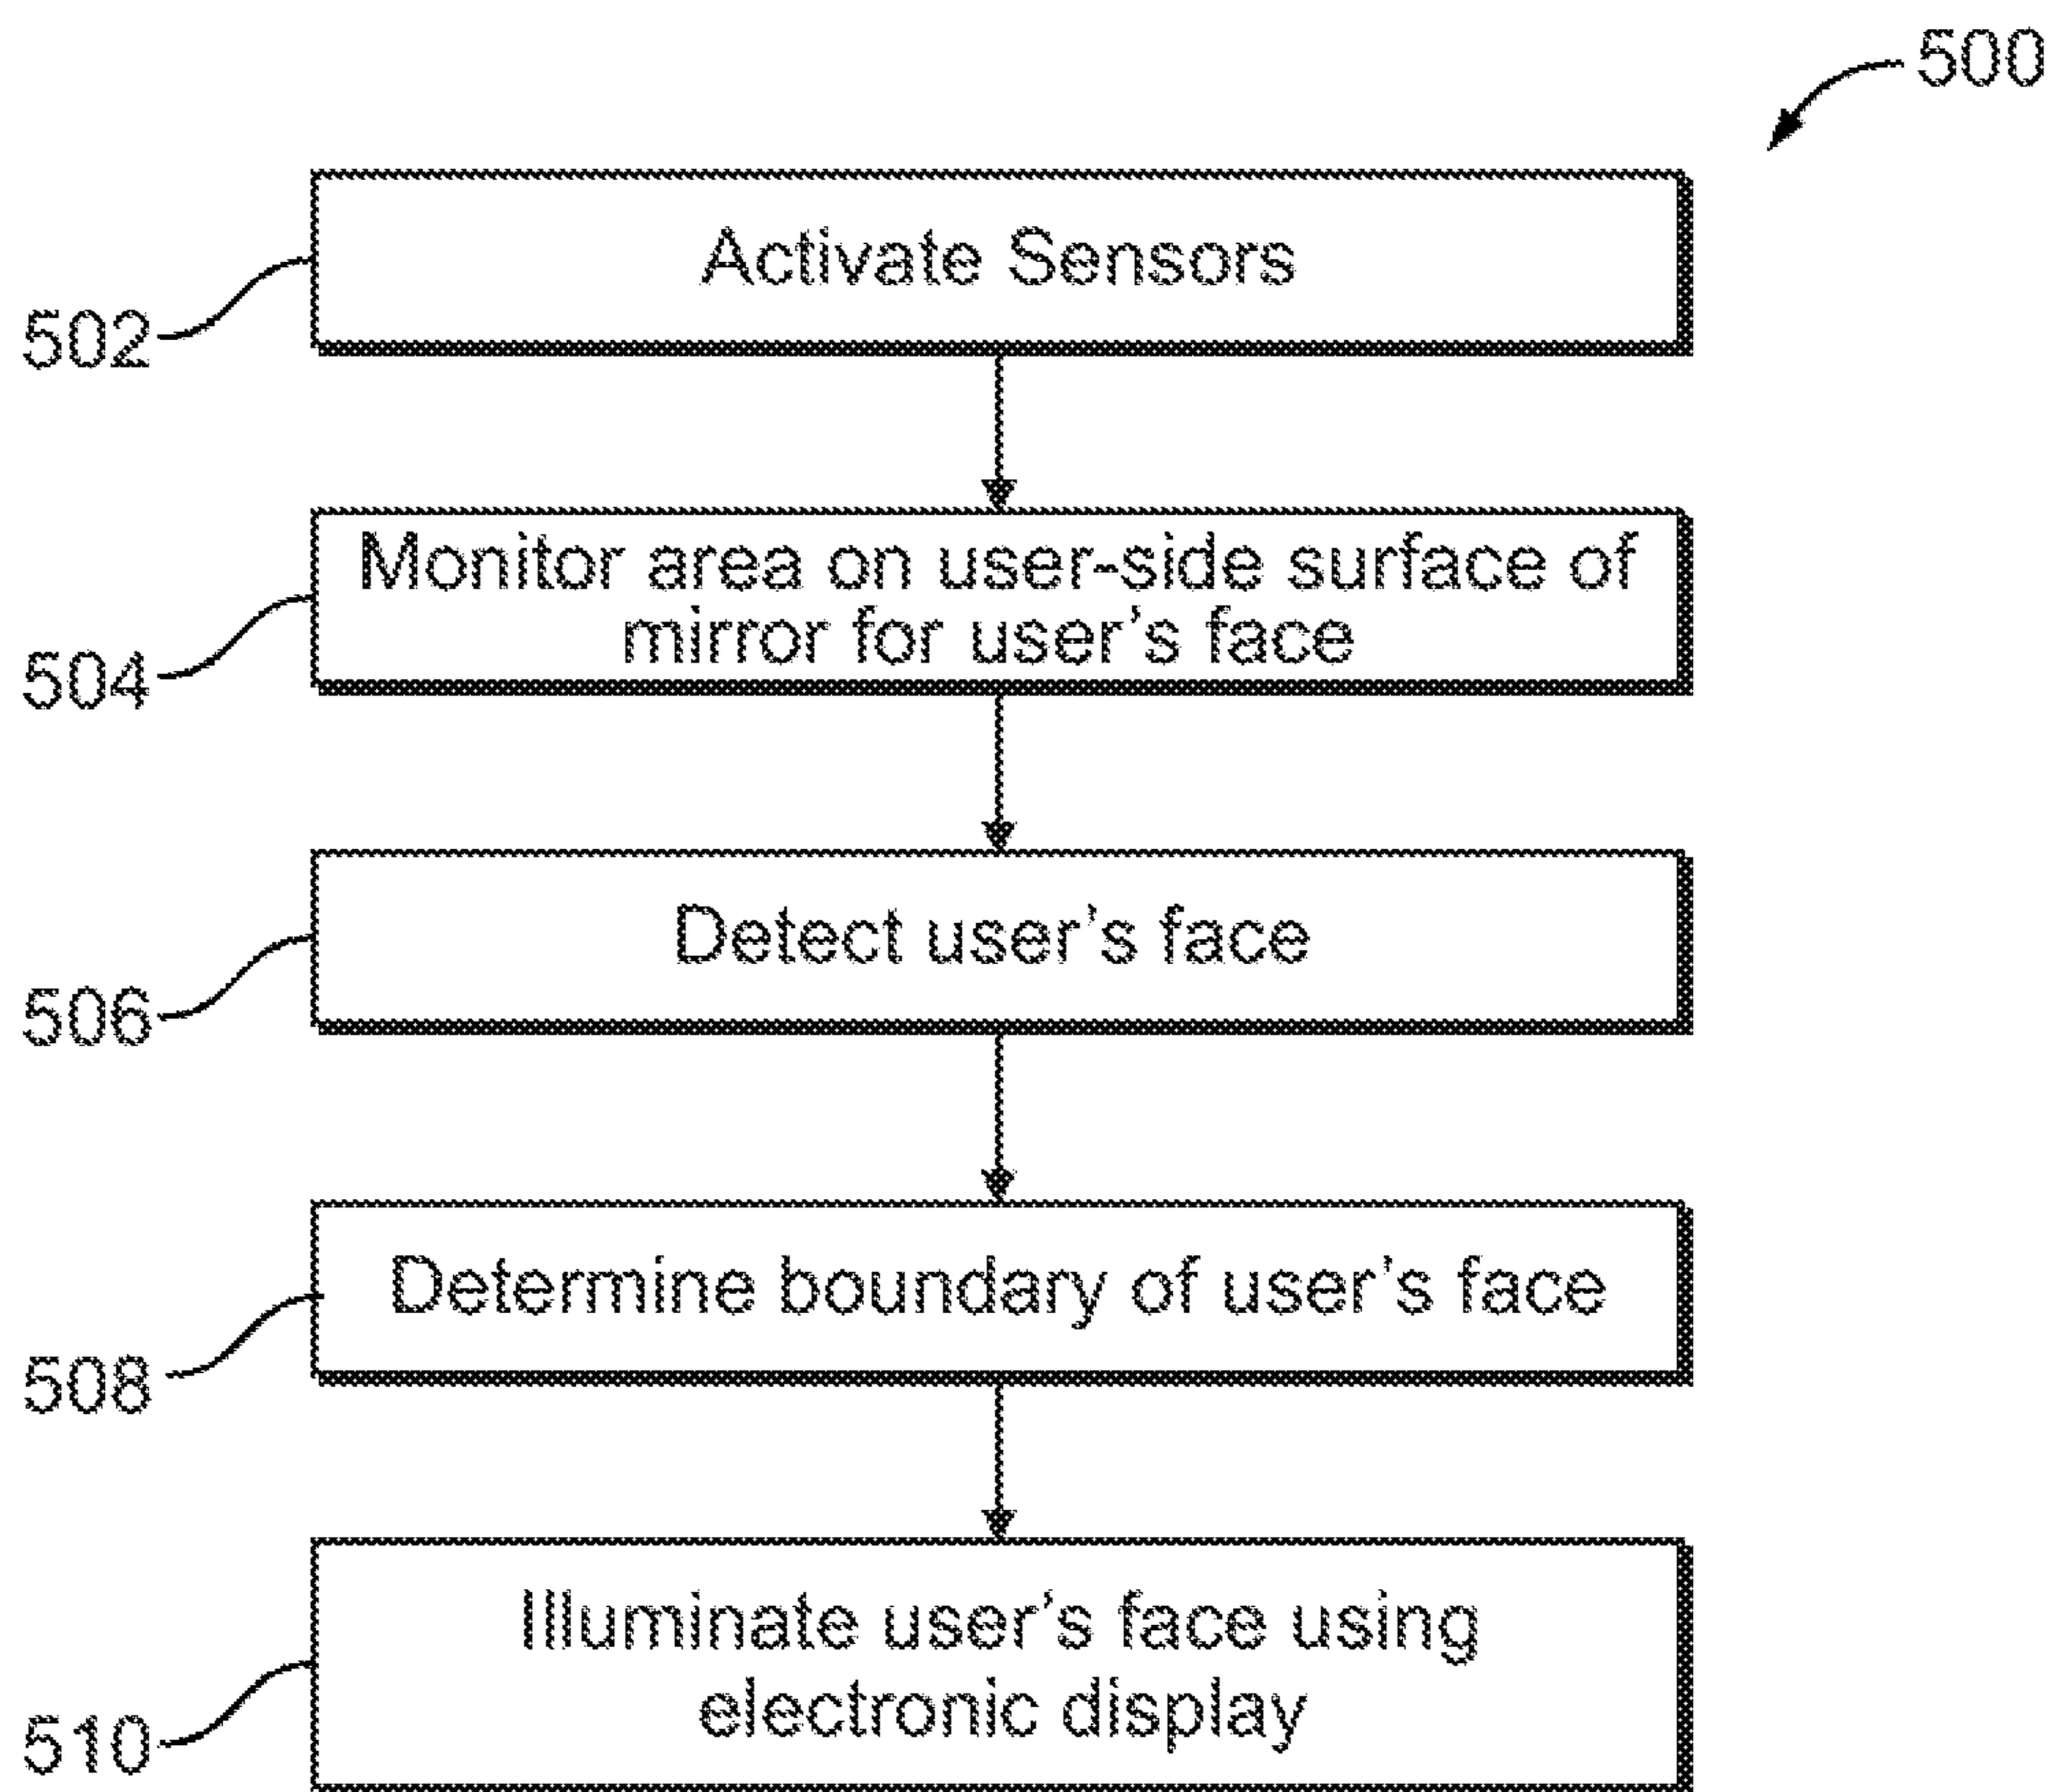 500
Activate Sensors
502
Monitor area on user-side surface of
mirror for user's face
504
Detect user's face
506
Determine boundary of user's face
508
Illuminate user's face using
electronic display
510